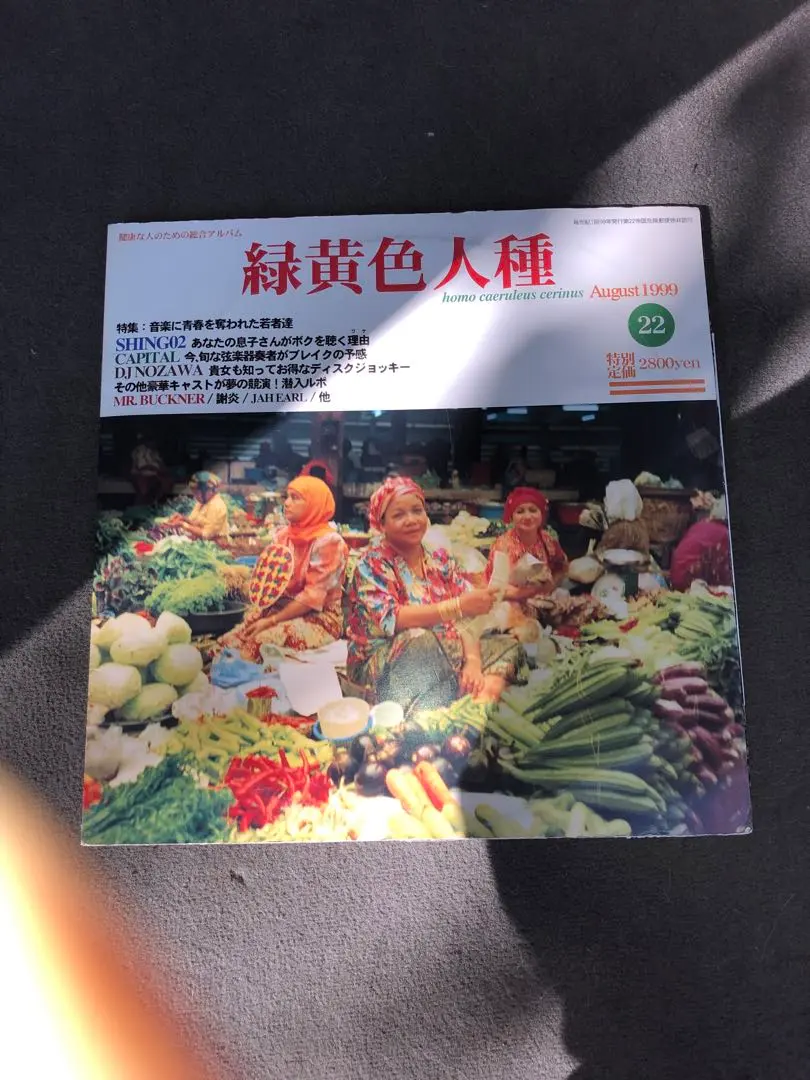 健康な人のための総合アルバム
緑黄色人種
homo caeruleus cerinus August 1999
22
特別定価 2800yen
特集：音楽に青春を奪われた若者達
SHING02 あなたの息子さんがボクを聴く理由
ワケ
CAPITAL 今、旬な弦楽器奏者がブレイクの予感
DJ NOZAWA 貴女も知ってお得なディスクジョッキー
その他豪華キャストが夢の競演！潜入ルポ
MR. BUCKNER / 謝炎 / JAH EARL / 他